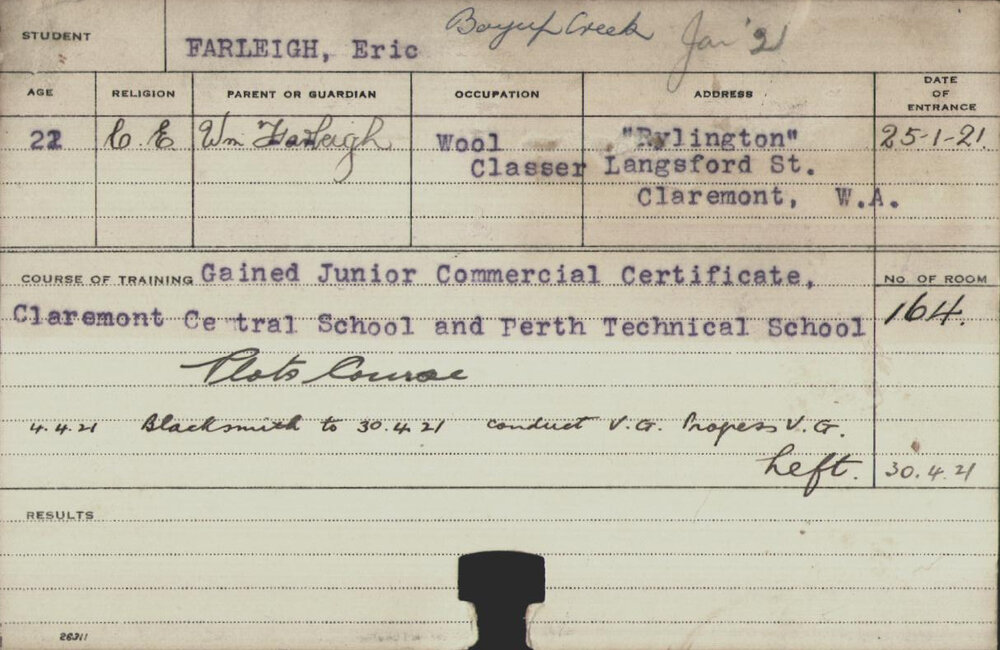 STUDENT FARLEIGH, Eric Boyup Creek Jan '21
AGE RELIGION PARENT OR GUARDIAN OCCUPATION ADDRESS DATE OF ENTRANCE
C. E Wm Farleigh Wool "Rylington" 25-1-21.
Classer Langsford St.
Claremont, W.A.
COURSE OF TRAINING Gained Junior Commercial Certificate, No. OF ROOM
Claremont Central School and Perth Technical School 164.
Plots Course
4.4.21 Blacksmith to 30.4.21 conduct V.G. Progress V.G.
Left. 30.4.21
RESULTS
26311